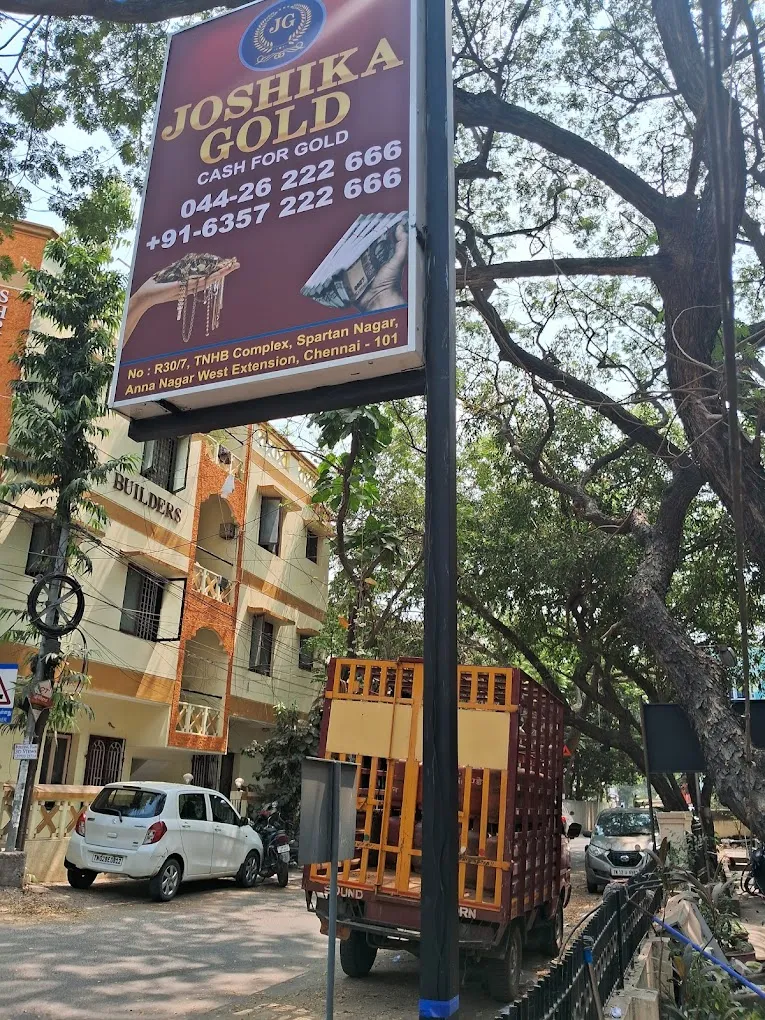 JG
JOSHIKA
GOLD
CASH FOR GOLD
044-26 222 666
+91-6357 222 666
No : R30/7, TNHB Complex, Spartan Nagar,
Anna Nagar West Extension, Chennai - 101
BUILDERS